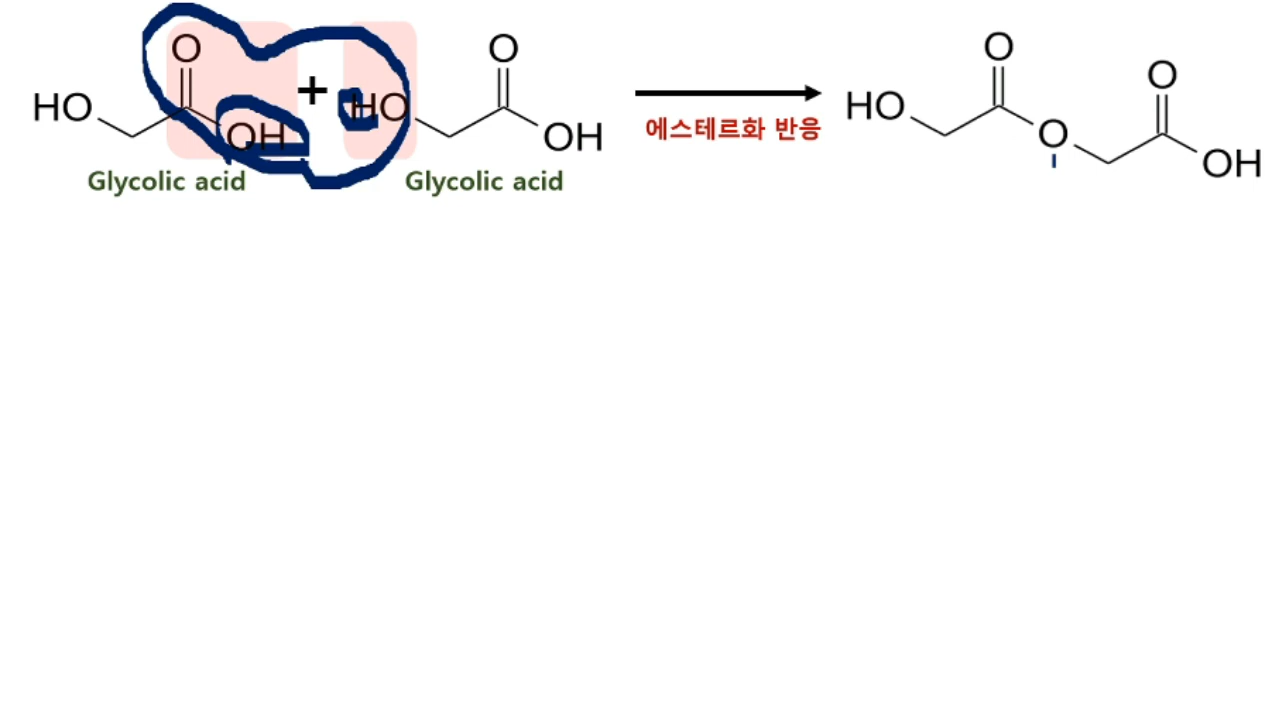 O
O
O
O
HO
OH
+
HO
OH
HO
O
OH
에스테르화 반응
Glycolic acid
Glycolic acid